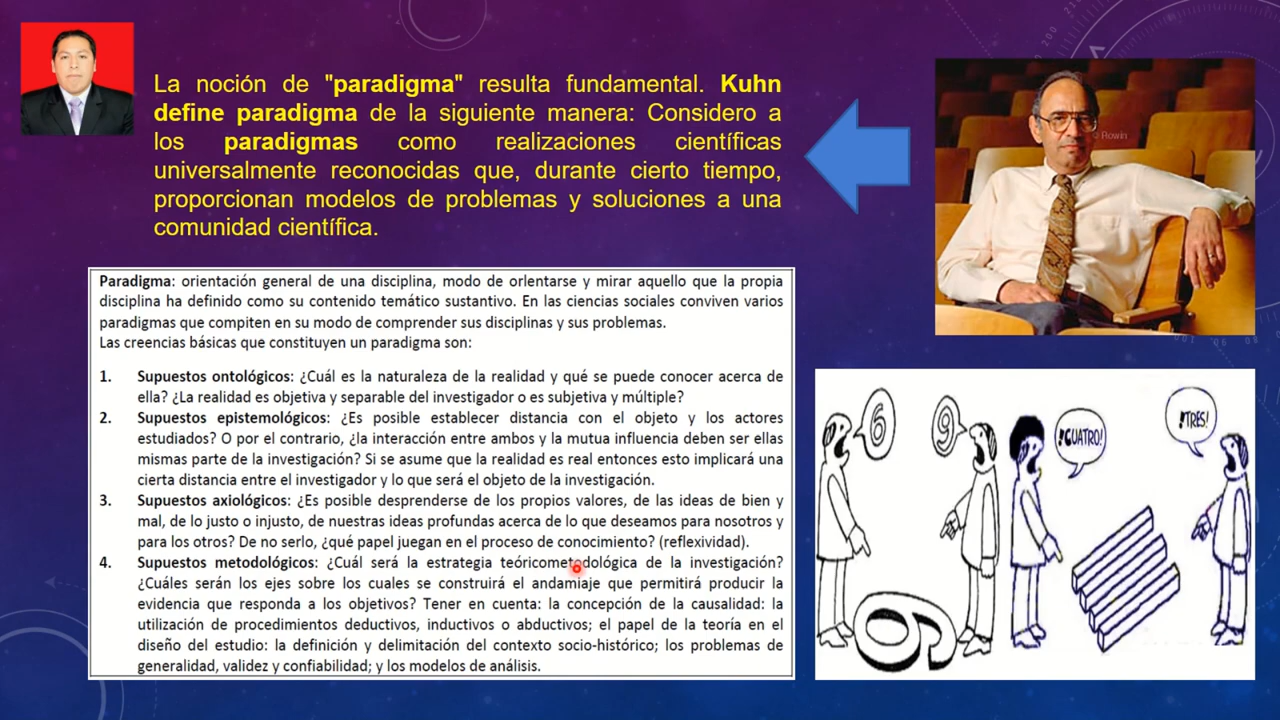 La noción de "paradigma" resulta fundamental. Kuhn
define paradigma de la siguiente manera: Considero a
los paradigmas como realizaciones científicas
universalmente reconocidas que, durante cierto tiempo,
proporcionan modelos de problemas y soluciones a una
comunidad científica.
© Rowin
Paradigma: orientación general de una disciplina, modo de orlentarse y mirar aquello que la propia
disciplina ha definido como su contenido temático sustantivo. En las ciencias sociales conviven varios
paradigmas que compiten en su modo de comprender sus disciplinas y sus problemas.
Las creencias básicas que constituyen un paradigma son:
1. Supuestos ontológicos: ¿Cuál es la naturaleza de la realidad y qué se puede conocer acerca de
ella? ¿La realidad es objetiva y separable del investigador o es subjetiva y múltiple?
2. Supuestos epistemológicos: ¿Es posible establecer distancia con el objeto y los actores
estudiados? O por el contrario, ¿la interacción entre ambos y la mutua influencia deben ser ellas
mismas parte de la investigación? Si se asume que la realidad es real entonces esto implicará una
cierta distancia entre el investigador y lo que será el objeto de la investigación.
3. Supuestos axiológicos: ¿Es posible desprenderse de los propios valores, de las ideas de bien y
mal, de lo justo o injusto, de nuestras ideas profundas acerca de lo que deseamos para nosotros y
para los otros? De no serlo, ¿qué papel juegan en el proceso de conocimiento? (reflexividad).
4. Supuestos metodológicos: ¿Cuál será la estrategia teóricometodológica de la investigación?
¿Cuáles serán los ejes sobre los cuales se construirá el andamiaje que permitirá producir la
evidencia que responda a los objetivos? Tener en cuenta: la concepción de la causalidad: la
utilización de procedimientos deductivos, inductivos o abductivos; el papel de la teoría en el
diseño del estudio: la definición y delimitación del contexto socio-histórico; los problemas de
generalidad, validez y confiabilidad; y los modelos de análisis.
6
9
¡CUATRO!
¡TRES!
6